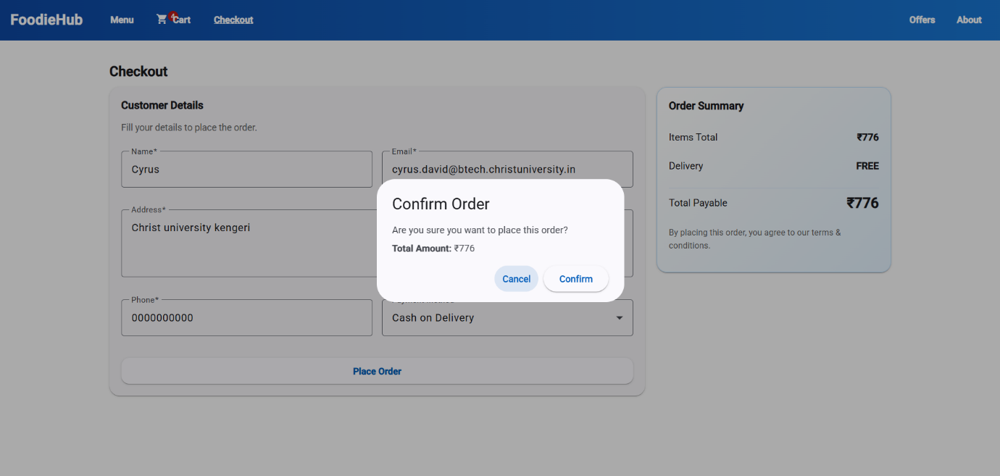 FoodieHub
Menu
4
Cart
Checkout
Offers
About
Checkout
Customer Details
Fill your details to place the order.
Name*
Cyrus
Email*
cyrus.david@btech.christuniversity.in
Address*
Christ university kengeri
Phone*
0000000000
Cash on Delivery
Place Order
Confirm Order
Are you sure you want to place this order?
Total Amount: ₹776
Cancel
Confirm
Order Summary
Items Total ₹776
Delivery FREE
Total Payable ₹776
By placing this order, you agree to our terms &
conditions.